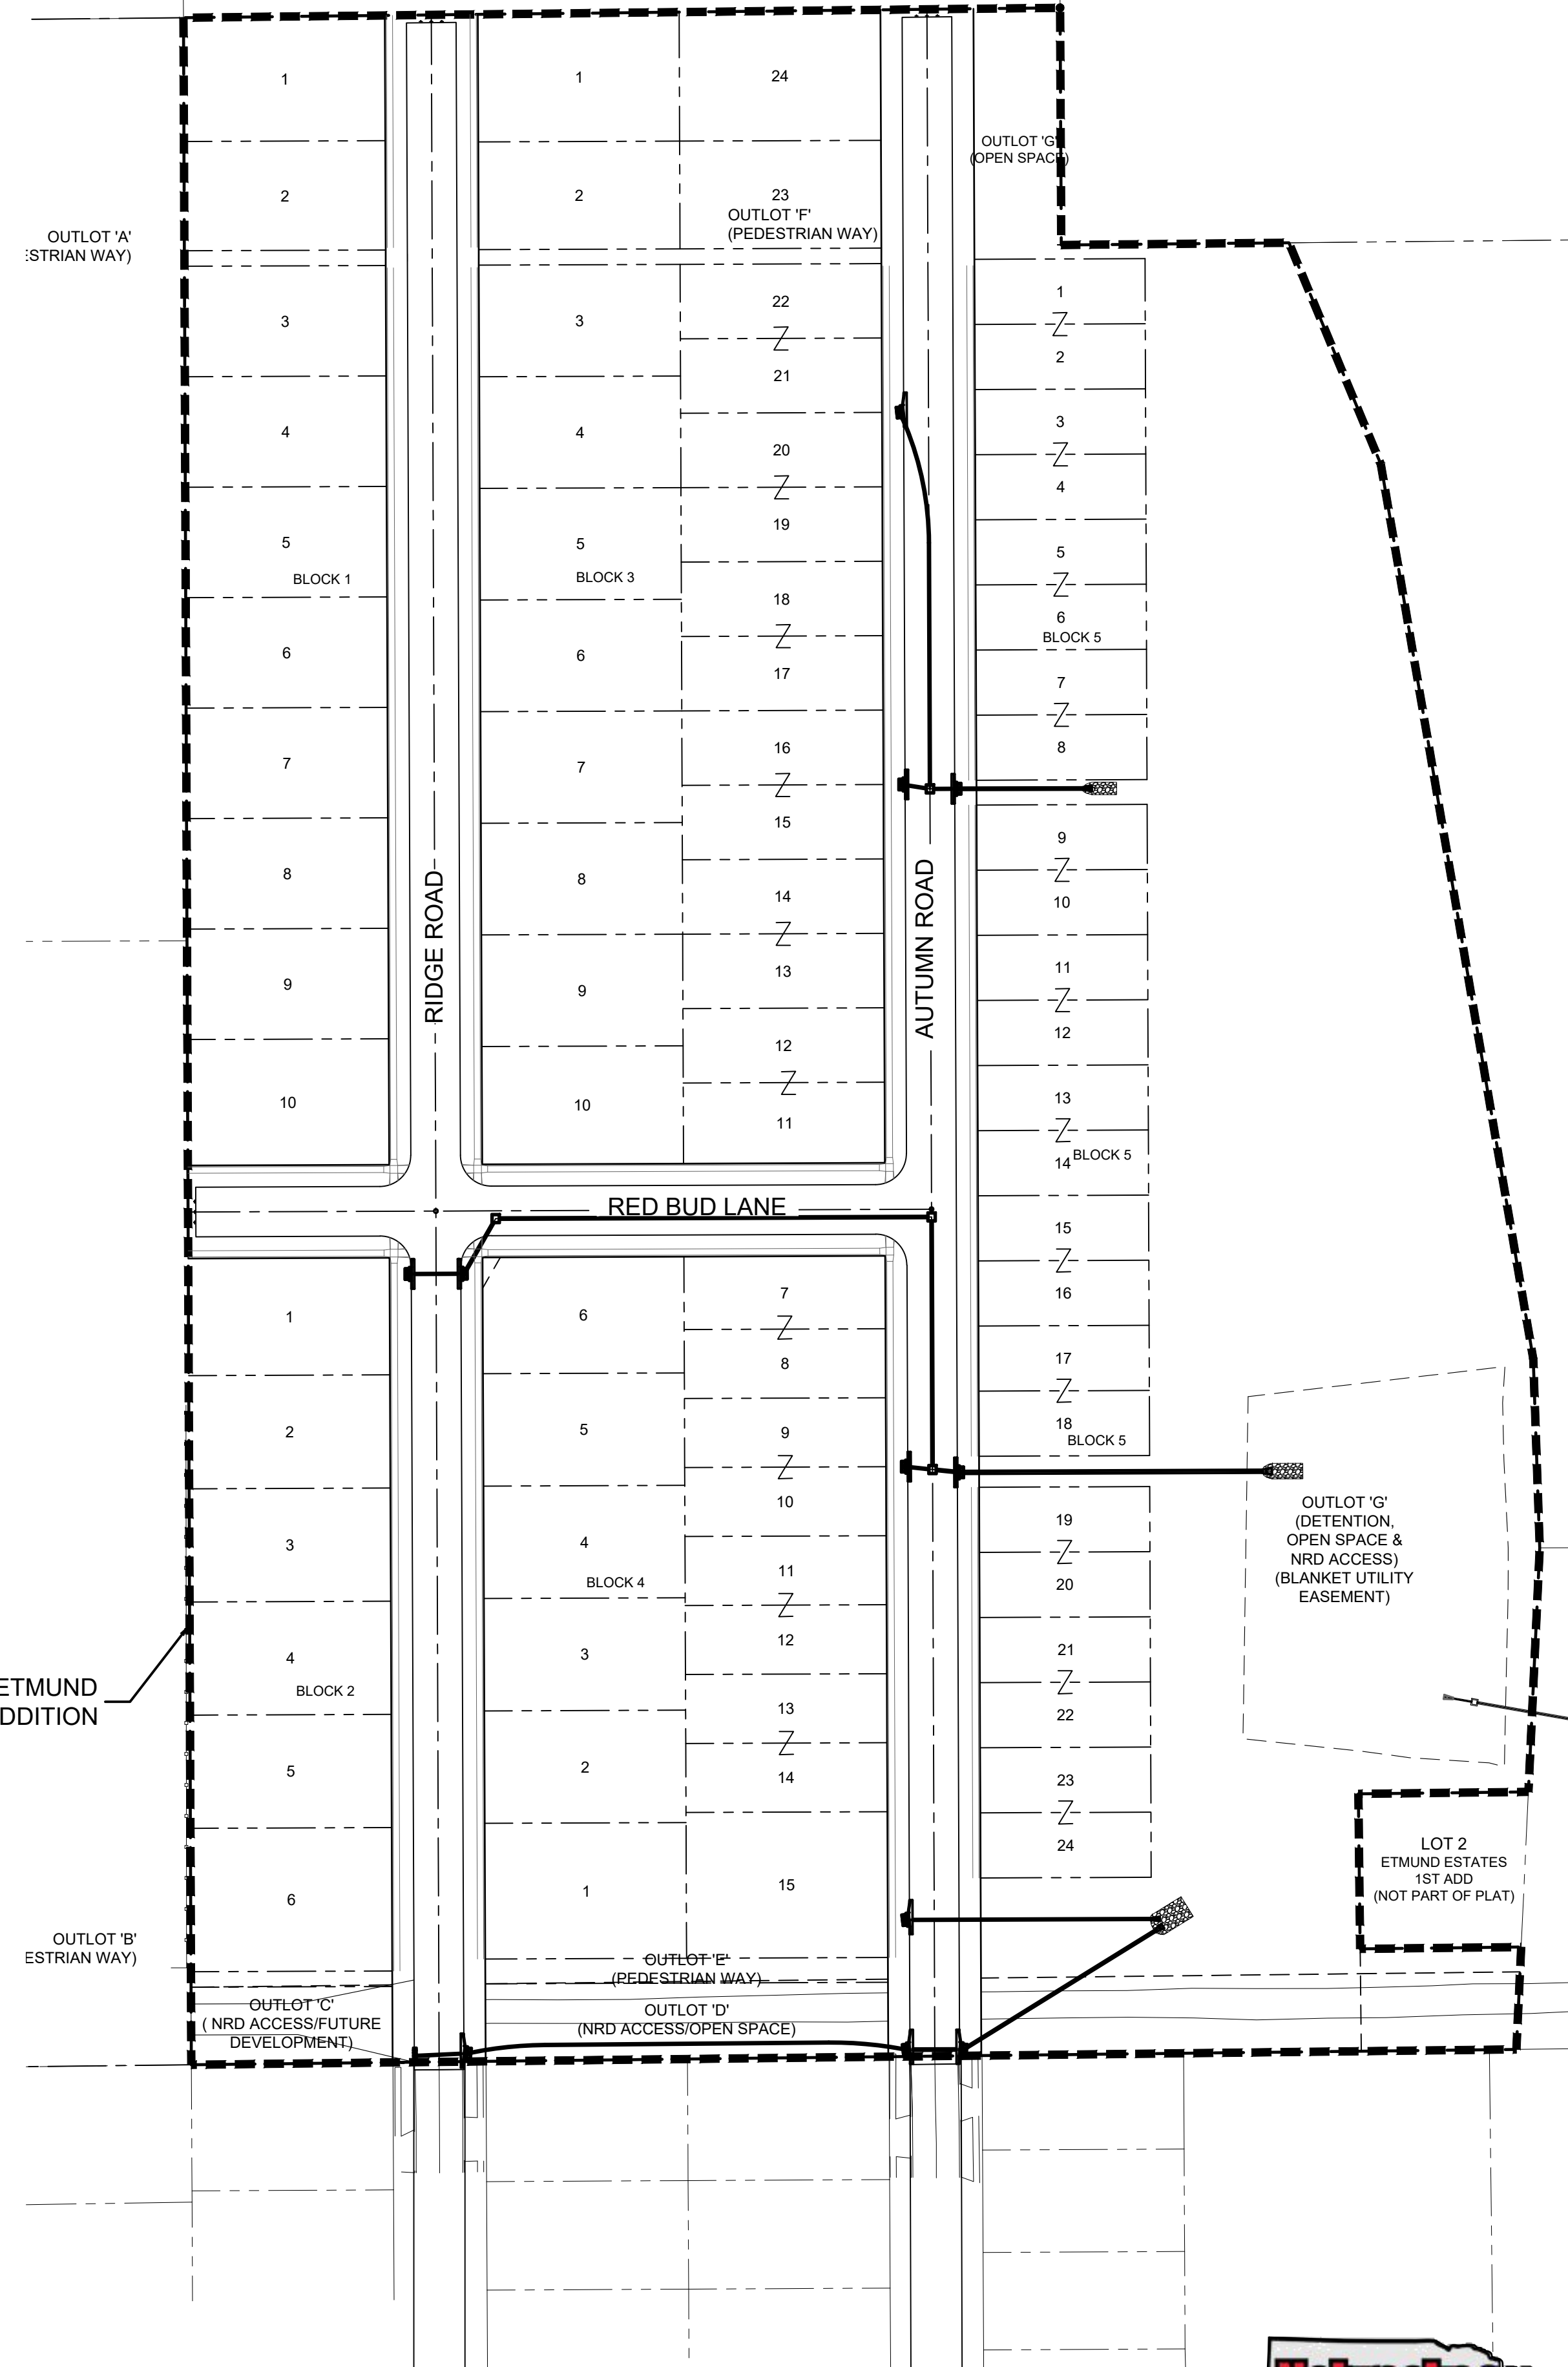 1
2
OUTLOT 'A'
ESTRIAN WAY)
3
4
5
BLOCK 1
6
7
8
9
10
RIDGE ROAD
1
2
3
4
5
BLOCK 3
6
7
8
9
10
24
23
OUTLOT 'F'
(PEDESTRIAN WAY)
22
Z
21
20
Z
19
18
Z
17
16
Z
15
14
Z
13
12
Z
11
AUTUMN ROAD
OUTLOT 'G'
(OPEN SPACE)
1
Z
2
3
Z
4
5
Z
6
BLOCK 5
7
Z
8
9
Z
10
11
Z
12
13
Z
14
BLOCK 5
15
Z
16
17
Z
18
BLOCK 5
19
Z
20
21
Z
22
23
Z
24
RED BUD LANE
1
2
3
4
BLOCK 2
5
6
ETMUND
DDITION
OUTLOT 'B'
ESTRIAN WAY)
6
5
4
BLOCK 4
3
2
1
7
Z
8
9
Z
10
11
Z
12
13
Z
14
15
OUTLOT 'G'
(DETENTION,
OPEN SPACE &
NRD ACCESS)
(BLANKET UTILITY
EASEMENT)
LOT 2
ETMUND ESTATES
1ST ADD
(NOT PART OF PLAT)
OUTLOT 'E'
(PEDESTRIAN WAY)
OUTLOT 'C'
( NRD ACCESS/FUTURE
DEVELOPMENT)
OUTLOT 'D'
(NRD ACCESS/OPEN SPACE)